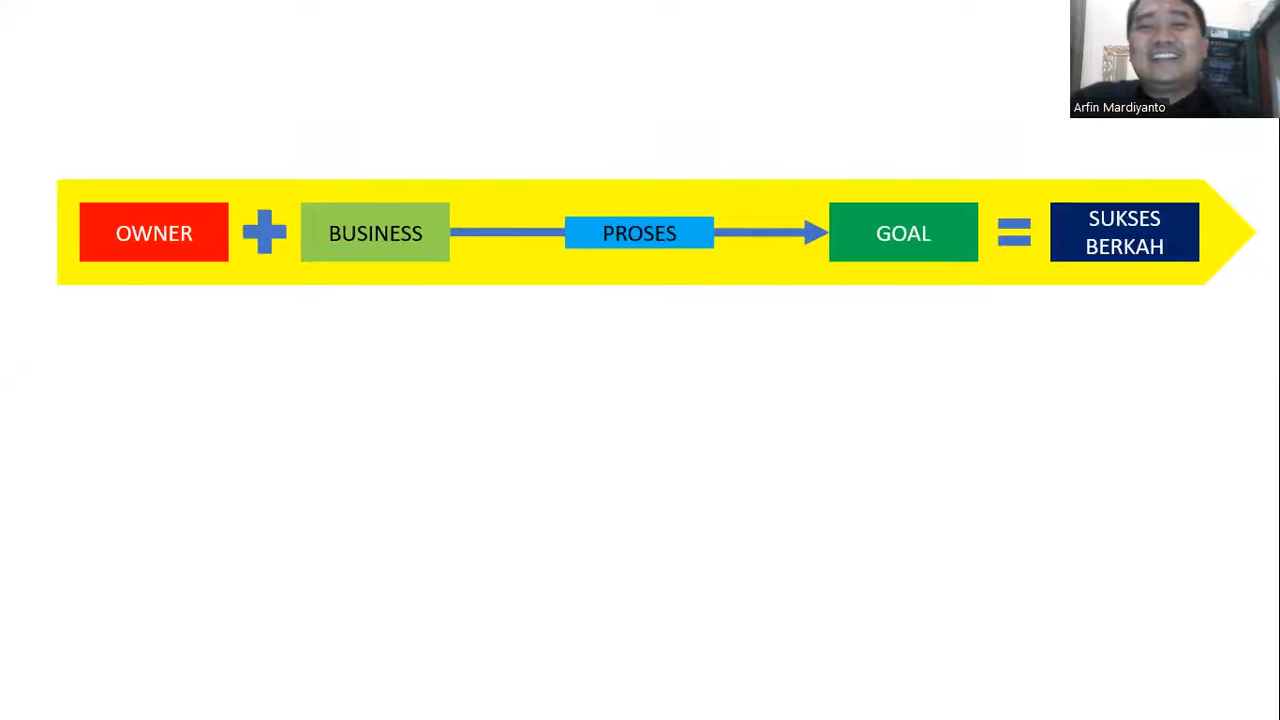 Arfin Mardiyanto
OWNER
BUSINESS
PROSES
GOAL
SUKSES
BERKAH